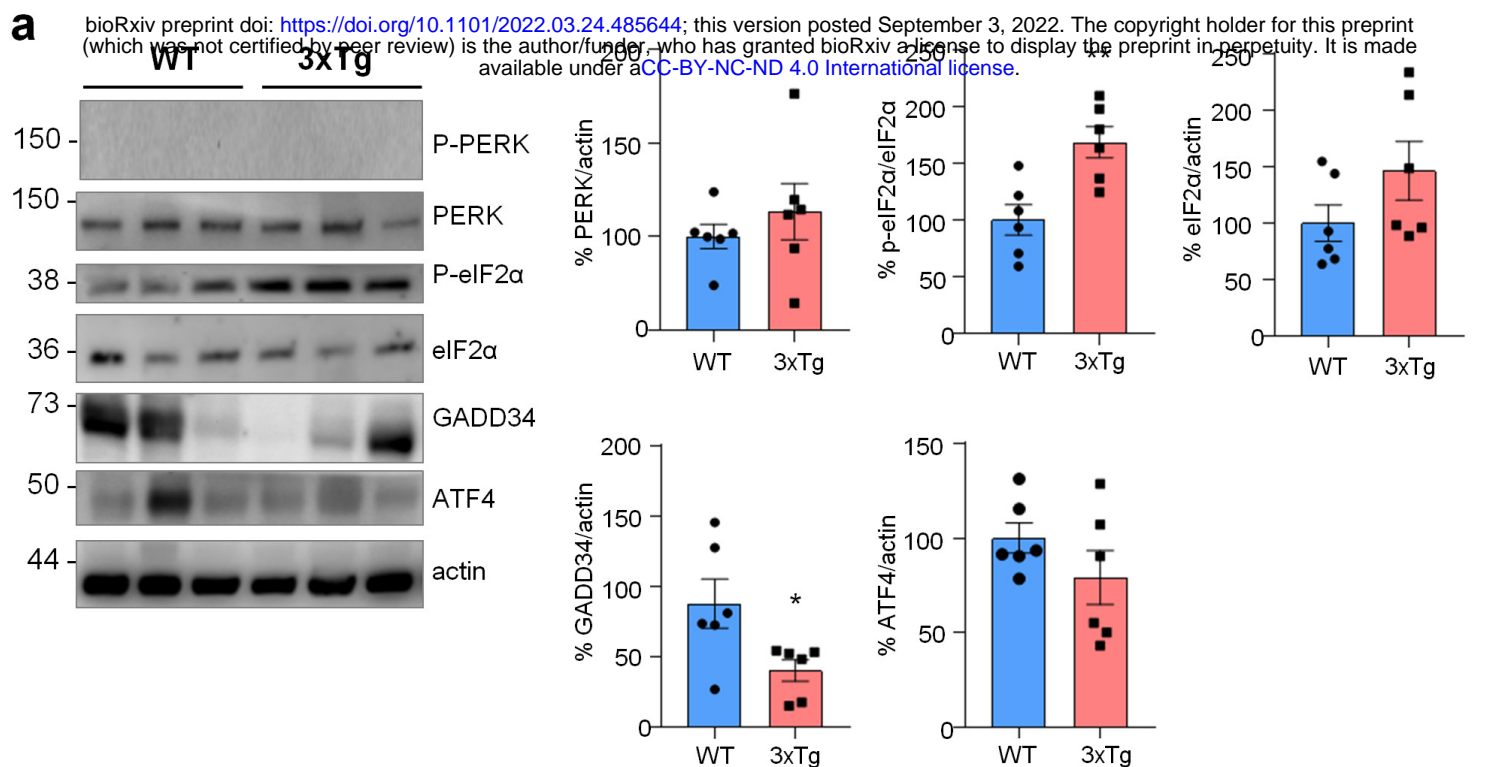 a
bioRxiv preprint doi: https://doi.org/10.1101/2022.03.24.485644; this version posted September 3, 2022. The copyright holder for this preprint
(which was not certified by peer review) is the author/funder, who has granted bioRxiv a license to display the preprint in perpetuity. It is made
available under aCC-BY-NC-ND 4.0 International license.
WT 3xTg
150 P-PERK
150 PERK
38 P-eIF2α
36 eIF2α
73 GADD34
50 ATF4
44 actin
% PERK/actin
200
150
100
0
WT 3xTg
% p-eIF2α/eIF2α
250
200
150
100
50
0
**
WT 3xTg
% eIF2α/actin
250
200
150
100
50
0
WT 3xTg
% GADD34/actin
200
150
100
50
0
*
WT 3xTg
% ATF4/actin
150
100
50
0
WT 3xTg